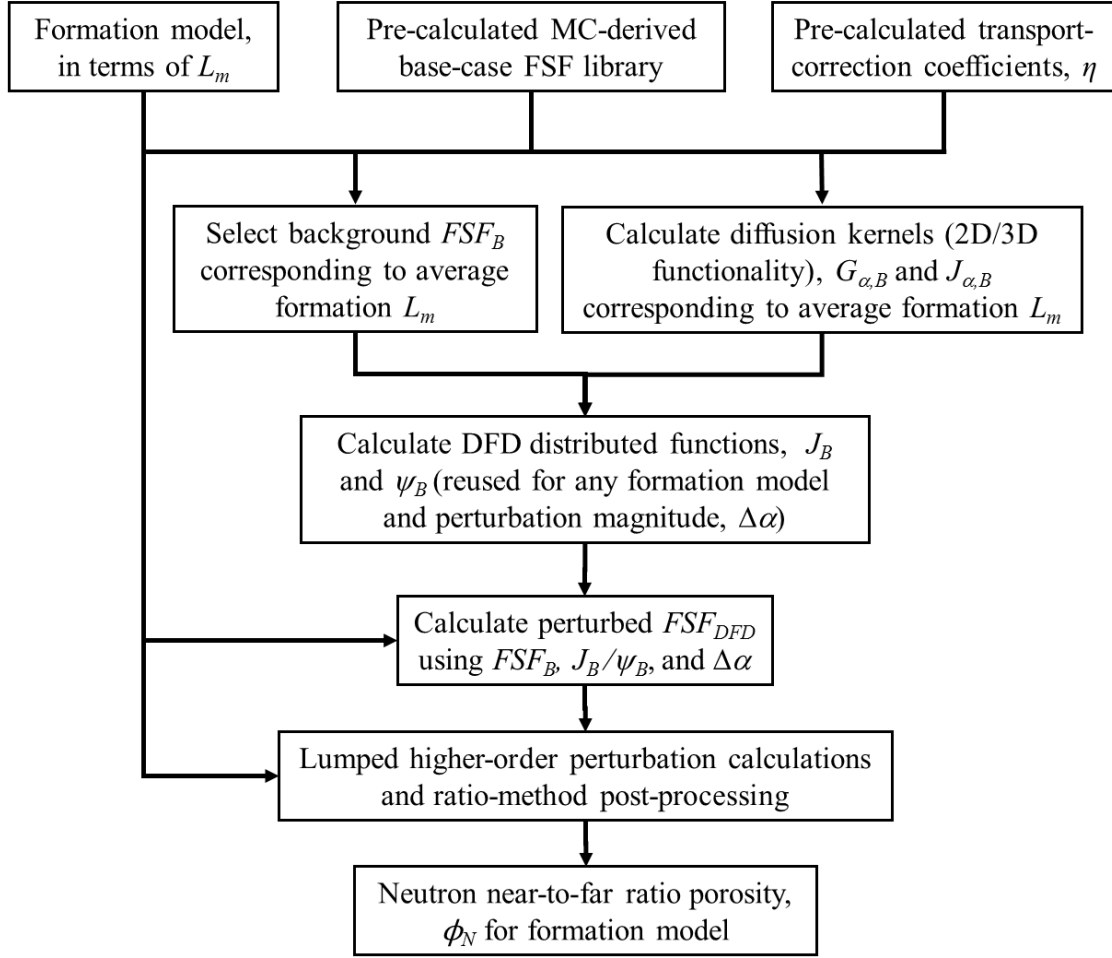 Formation model,
in terms of Lm
Pre-calculated MC-derived
base-case FSF library
Pre-calculated transport-
correction coefficients, η
Select background FSF_B
corresponding to average
formation L_m
Calculate diffusion kernels (2D/3D
functionality), G_α,B and J_α,B
corresponding to average formation L_m
Calculate DFD distributed functions, J_B
and ψ_B (reused for any formation model
and perturbation magnitude, Δα)
Calculate perturbed FSF_DFD
using FSF_B, J_B/ψ_B, and Δα
Lumped higher-order perturbation calculations
and ratio-method post-processing
Neutron near-to-far ratio porosity,
ϕ_N for formation model